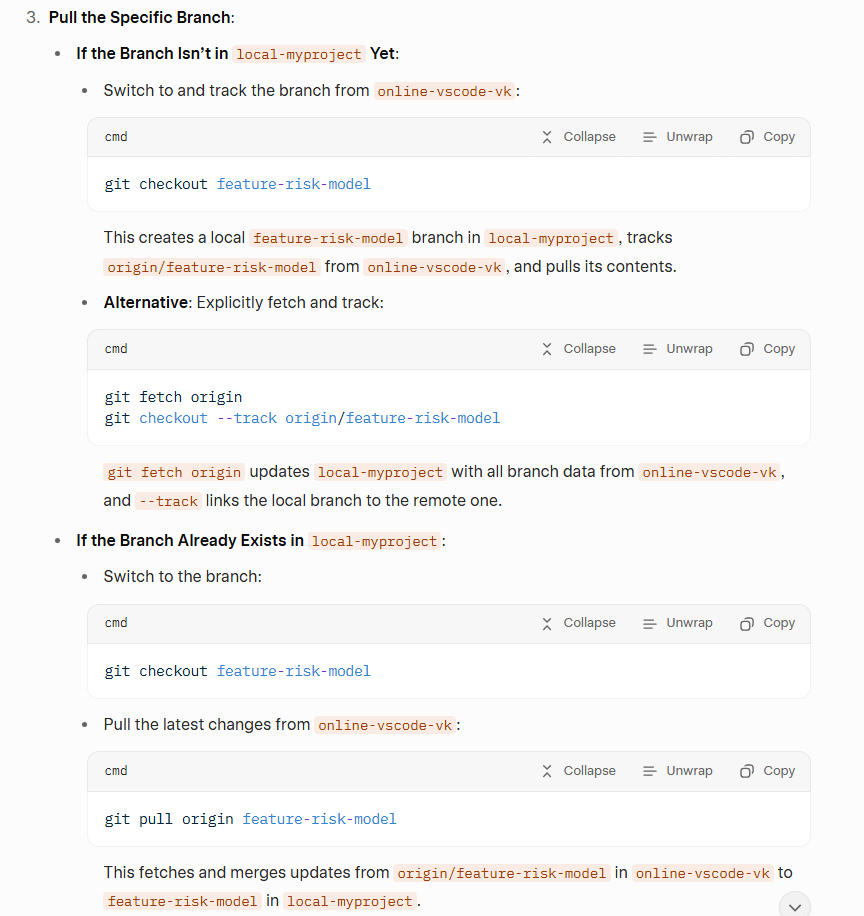 3. Pull the Specific Branch:
• If the Branch Isn’t in local-myproject Yet:
• Switch to and track the branch from online-vscode-vk:
cmd Collapse Unwrap Copy
git checkout feature-risk-model
This creates a local feature-risk-model branch in local-myproject, tracks
origin/feature-risk-model from online-vscode-vk, and pulls its contents.
• Alternative: Explicitly fetch and track:
cmd Collapse Unwrap Copy
git fetch origin
git checkout --track origin/feature-risk-model
git fetch origin updates local-myproject with all branch data from online-vscode-vk,
and --track links the local branch to the remote one.
• If the Branch Already Exists in local-myproject:
• Switch to the branch:
cmd Collapse Unwrap Copy
git checkout feature-risk-model
• Pull the latest changes from online-vscode-vk:
cmd Collapse Unwrap Copy
git pull origin feature-risk-model
This fetches and merges updates from origin/feature-risk-model in online-vscode-vk to
feature-risk-model in local-myproject.